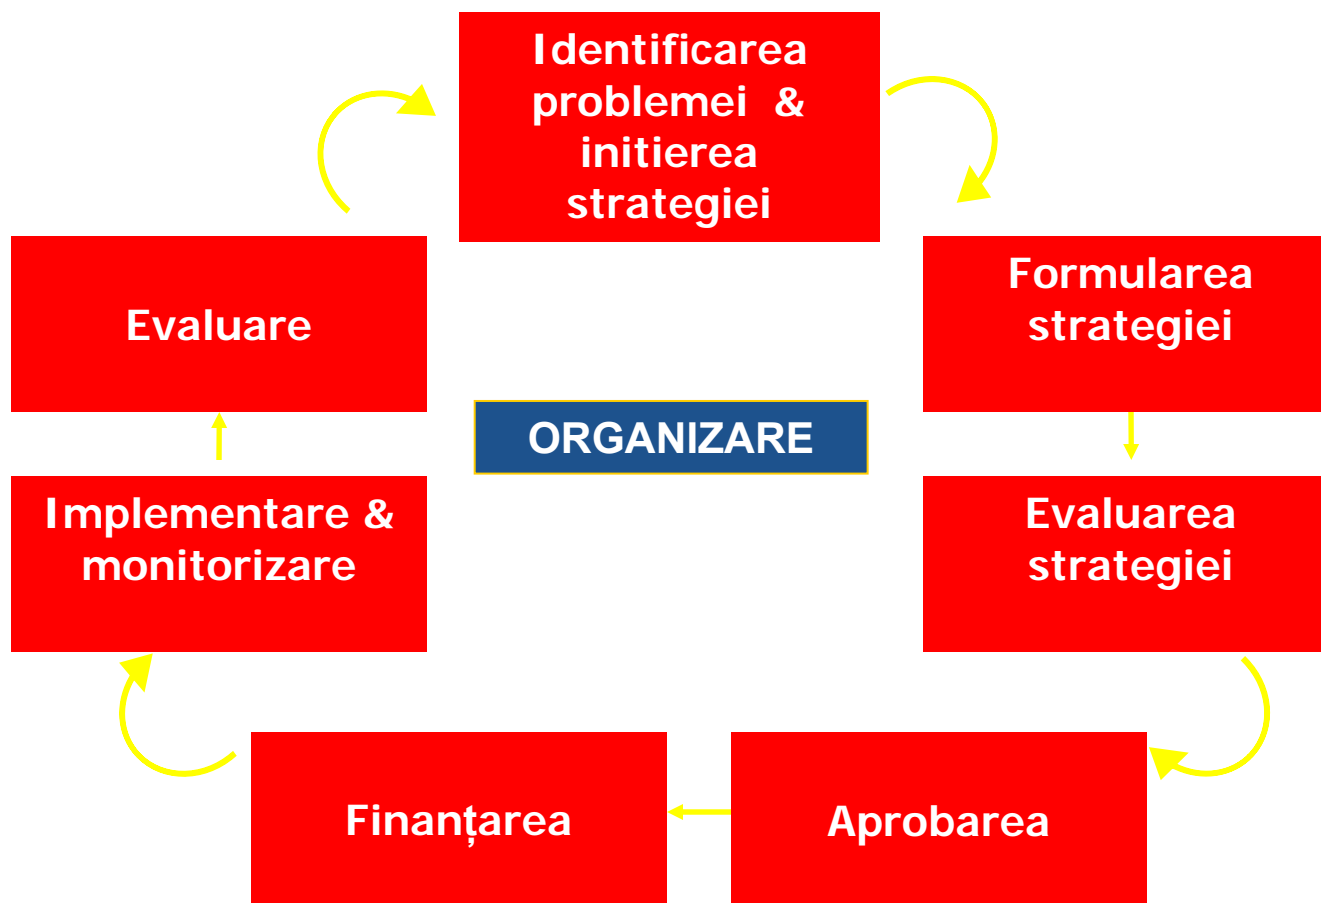 Identificarea
problemei & 
initierea
strategiei
Formularea
strategiei
Evaluare
ORGANIZARE
Implementare &
monitorizare
Evaluarea
strategiei
Finanțarea
Aprobarea